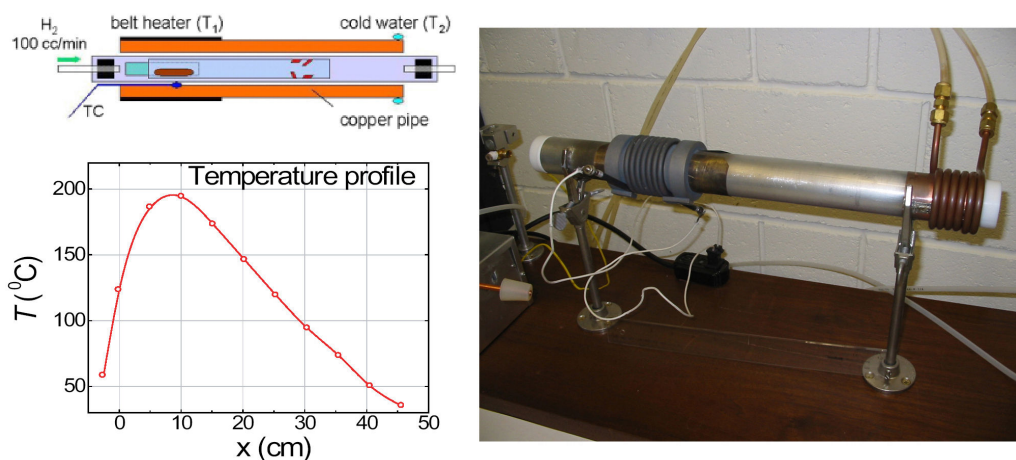 H2
100 cc/min
belt heater (T1)
cold water (T2)
TC
copper pipe
Temperature profile
200
150
100
50
T (⁰C)
0 10 20 30 40 50
x (cm)